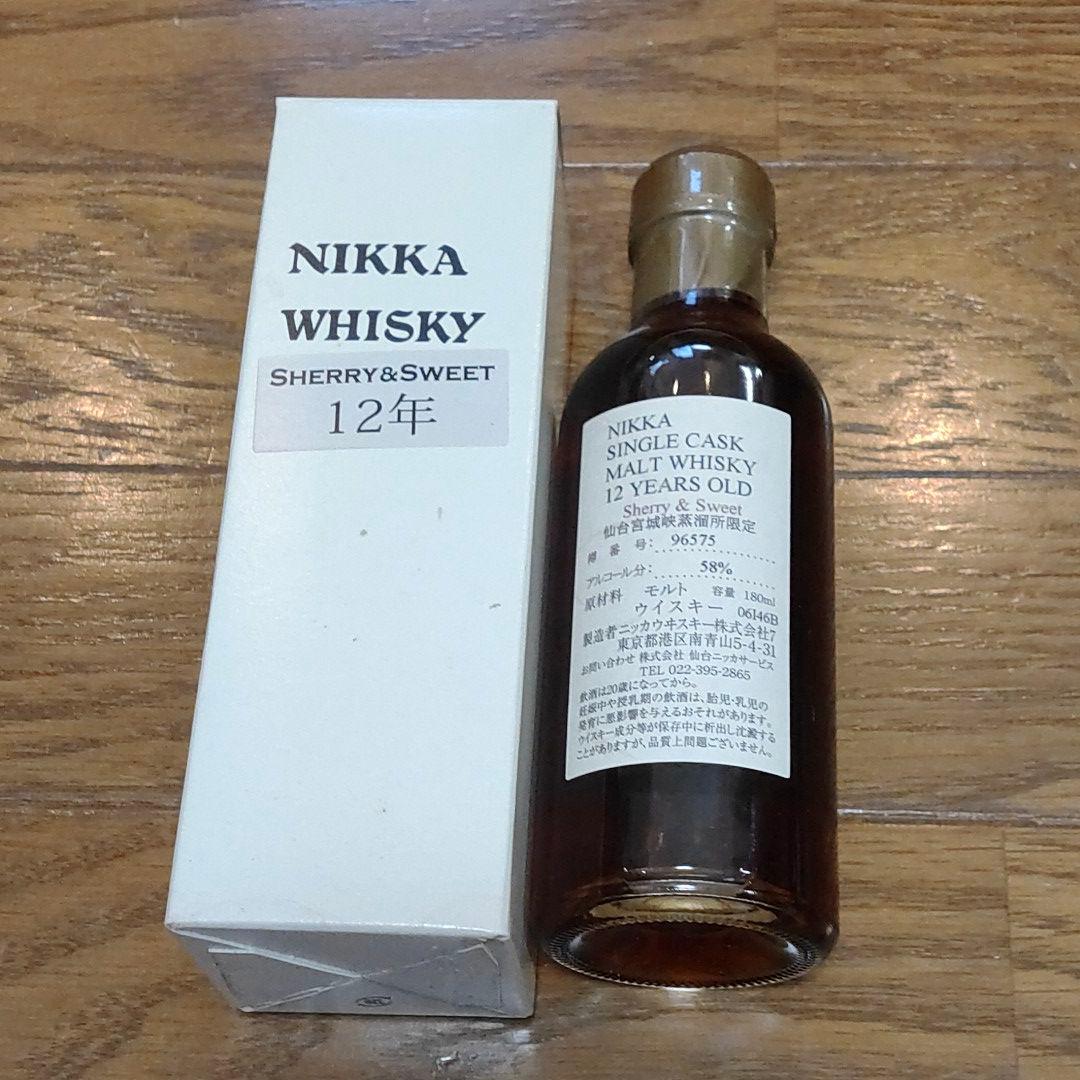 NIKKA
WHISKY
SHERRY&SWEET
12年
NIKKA
SINGLE CASK
MALT WHISKY
12 YEARS OLD
Sherry & Sweet
仙台宮城峡蒸溜所限定
樽番号: 96575
アルコール分: 58%
原材料 モルト 容量 180ml
ウイスキー 06I46B
製造者ニッカウヰスキー株式会社7
東京都港区南青山5-4-31
お問い合わせ 株式会社 仙台ニッカサービス
TEL 022-395-2865
飲酒は20歳になってから。
妊娠中や授乳期の飲酒は、胎児・乳児の
発育に悪影響を与えるおそれがあります。
ウイスキー成分等が保存中に析出し沈澱する
ことがありますが、品質上問題ございません。